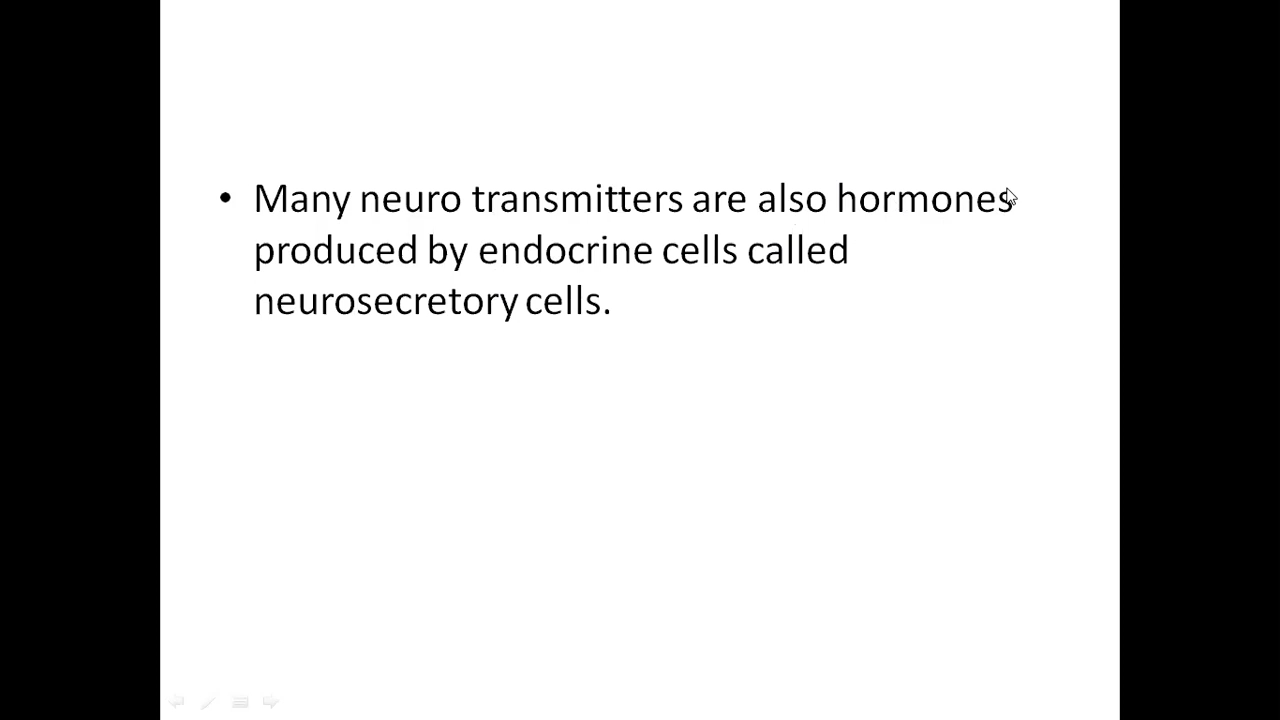 • Many neuro transmitters are also hormones
produced by endocrine cells called
neurosecretory cells.